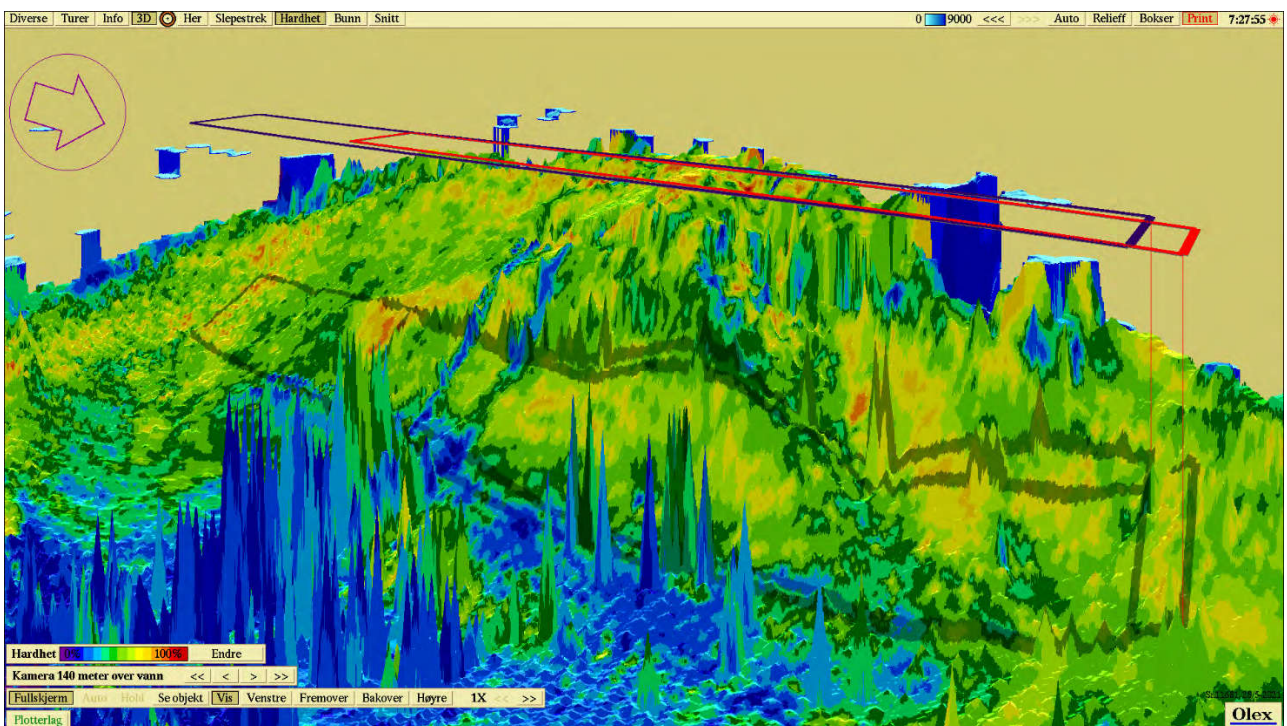 Diverse Turer Info 3D Her Slepestrek Hardhet Bunn Snitt 0 9000 <<< >>> Auto Relieff Bokser Print 7:27:55
Hardhet 0% 100% Endre
Kamera 140 meter over vann << < > >>
Fullskjerm Auto Hold Se objekt Vis Venstre Fremover Bakover Høyre 1X << >>
Plotterlag Olex